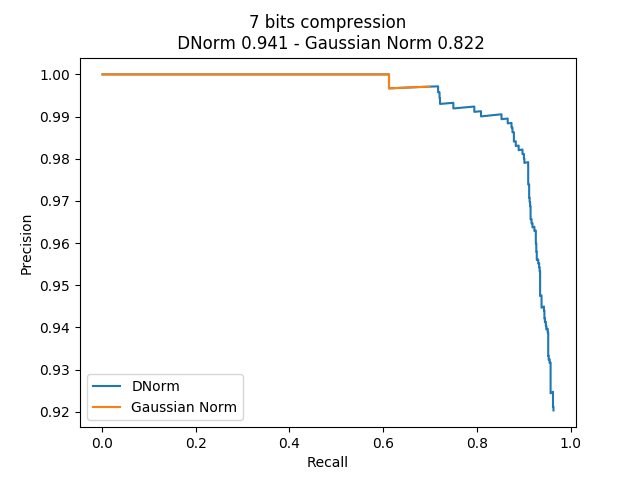 7 bits compression
DNorm 0.941 - Gaussian Norm 0.822
1.00
0.99
0.98
0.97
0.96
0.95
0.94
0.93
0.92
Precision
DNorm
Gaussian Norm
0.0 0.2 0.4 0.6 0.8 1.0
Recall